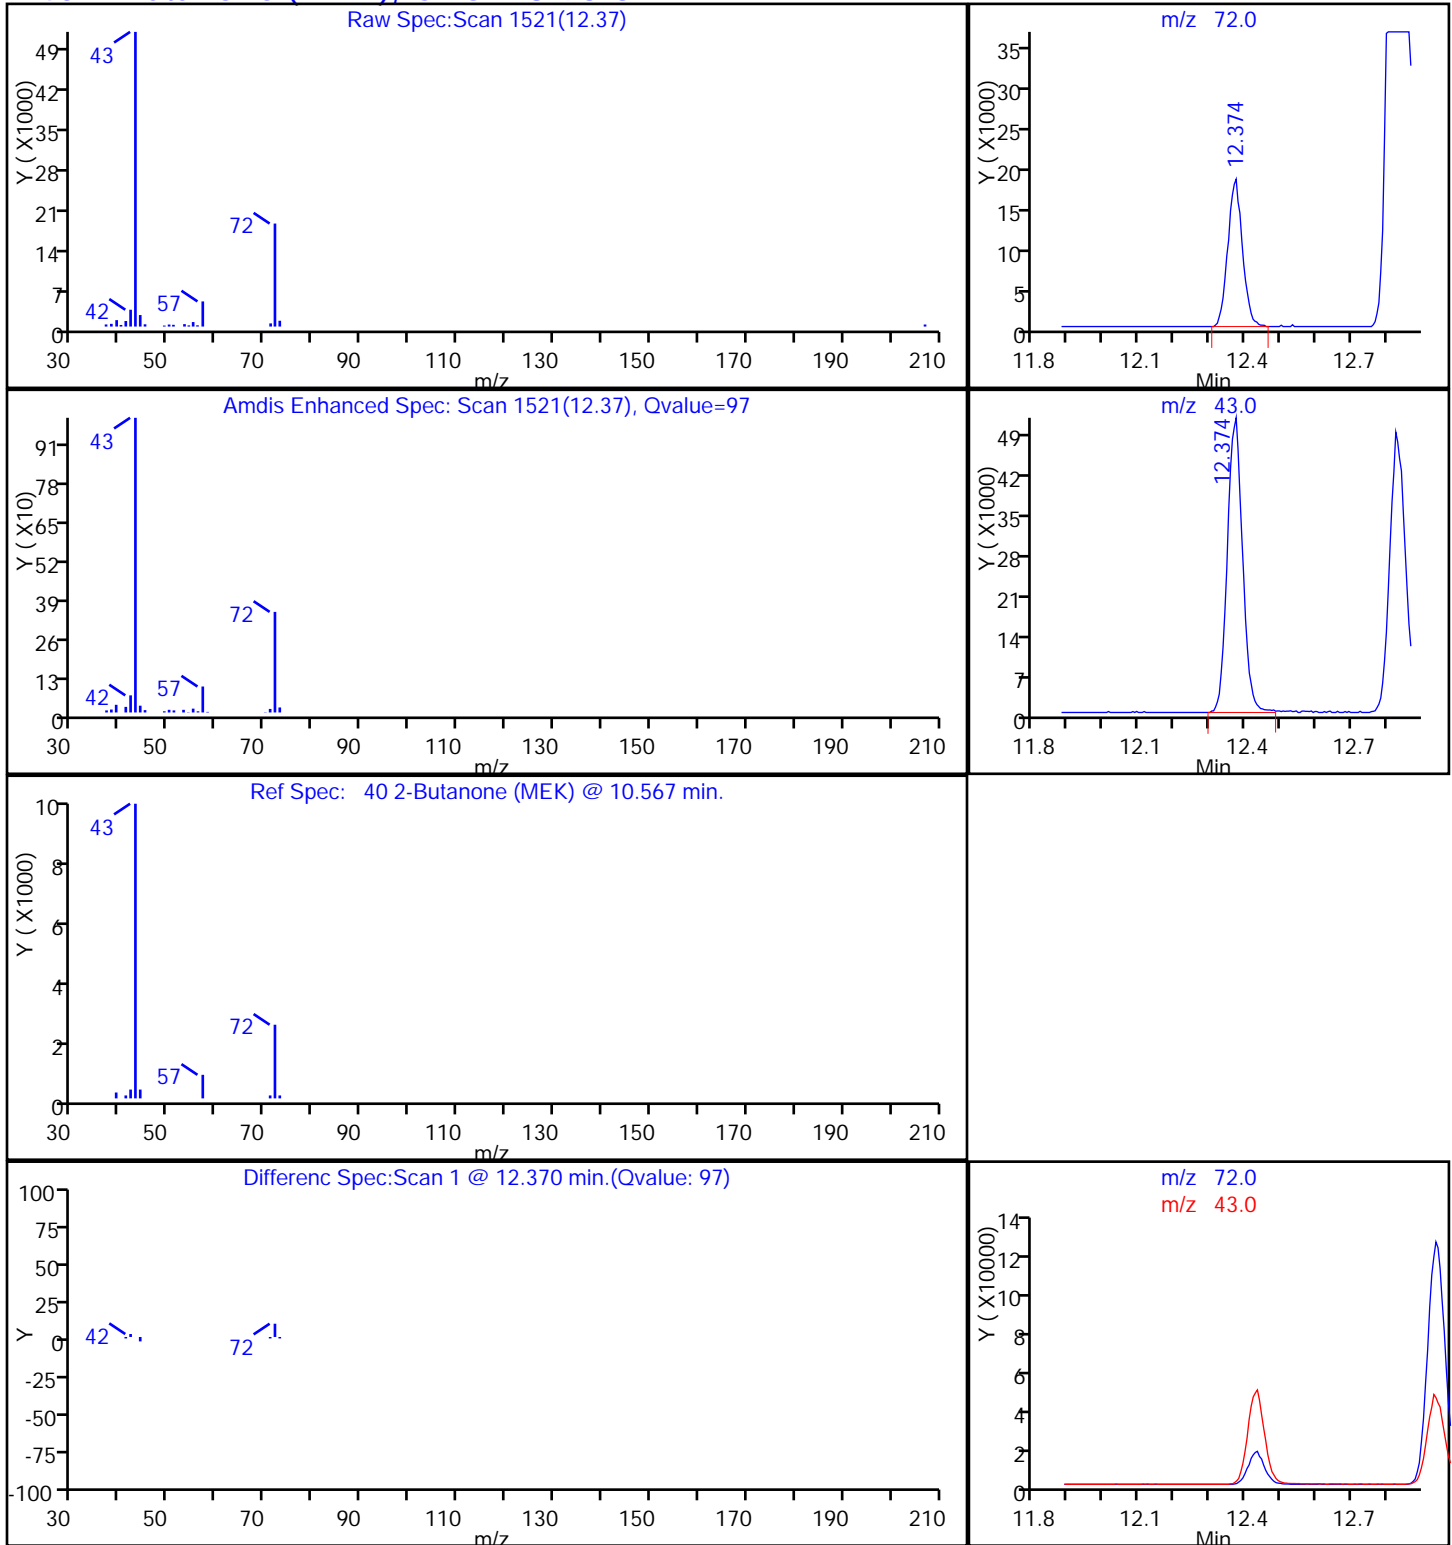 Raw Spec:Scan 1521(12.37)
Y ( X1000)
49
42
35
28
21
14
7
0
43
42
57
72
30 50 70 90 110 130 150 170 190 210
m/z
m/z 72.0
Y ( X1000)
35
30
25
20
15
10
5
0
12.374
11.8 12.1 12.4 12.7
Min
Amdis Enhanced Spec: Scan 1521(12.37), Qvalue=97
Y ( X10)
91
78
65
52
39
26
13
0
43
42
57
72
30 50 70 90 110 130 150 170 190 210
m/z
m/z 43.0
Y ( X1000)
49
42
35
28
21
14
7
0
12.374
11.8 12.1 12.4 12.7
Min
Ref Spec: 40 2-Butanone (MEK) @ 10.567 min.
Y ( X1000)
10
8
6
4
2
0
43
57
72
30 50 70 90 110 130 150 170 190 210
m/z
Differenc Spec:Scan 1 @ 12.370 min.(Qvalue: 97)
Y
100
75
50
25
0
-25
-50
-75
-100
42
72
30 50 70 90 110 130 150 170 190 210
m/z
m/z 72.0
m/z 43.0
Y ( X10000)
14
12
10
8
6
4
2
0
11.8 12.1 12.4 12.7
Min